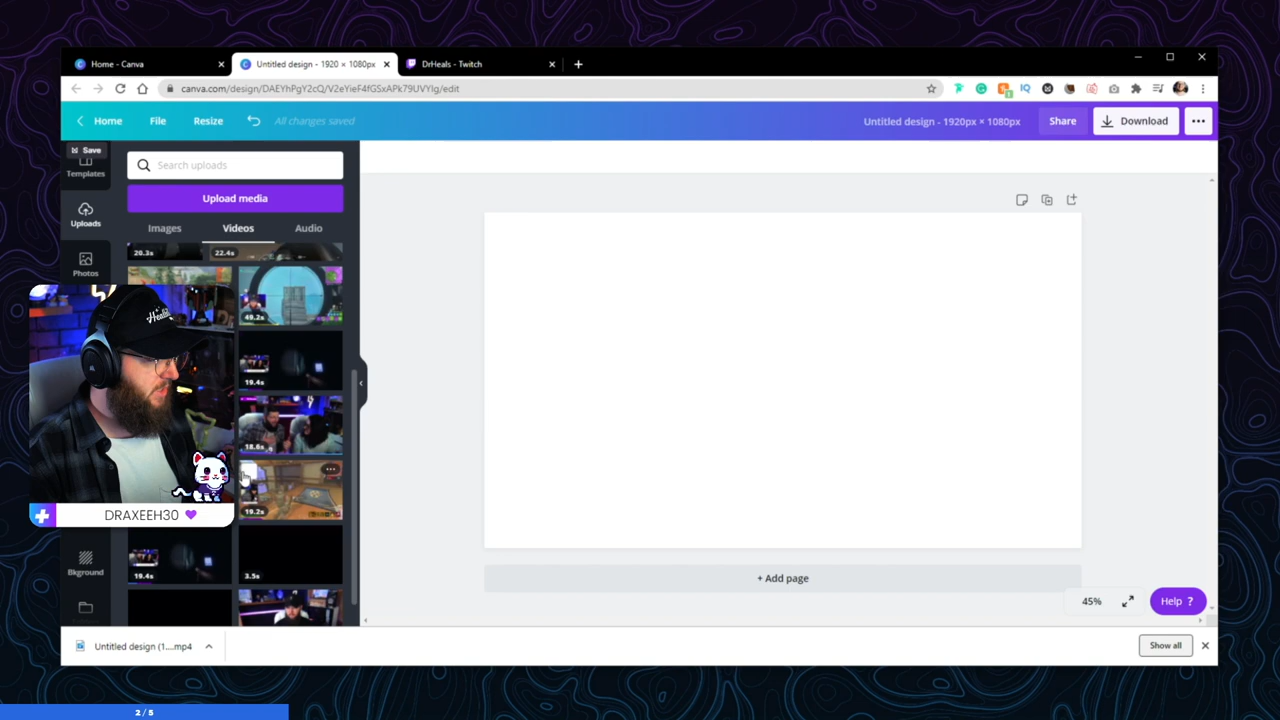 Home - Canva
Untitled design - 1920 × 1080px
DrHeals - Twitch
canva.com/design/DAEYhPgY2cQ/V2eYieF4fGSxAPk79UVYIg/edit
Home
File
Resize
All changes saved
Untitled design - 1920px × 1080px
Share
Download
Save
Templates
Search uploads
Upload media
Uploads
Images
Videos
Audio
20.3s
22.4s
Photos
49.2s
19.4s
18.6s
19.2s
DRAXEEH30
Bkground
19.4s
3.5s
+ Add page
45%
Help ?
Untitled design (1....mp4
Show all
2 / 5